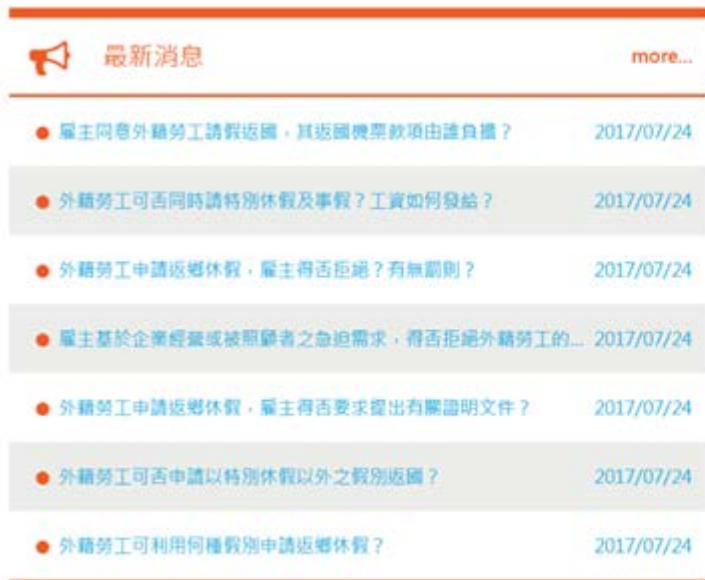 最新消息
more...
雇主同意外籍勞工請假返國，其返國機票款項由誰負擔？ 2017/07/24
外籍勞工可否同時請特別休假及事假？工資如何發給？ 2017/07/24
外籍勞工申請返鄉休假，雇主得否拒絕？有無罰則？ 2017/07/24
雇主基於企業經營或被照顧者之急迫需求，得否拒絕外籍勞工的... 2017/07/24
外籍勞工申請返鄉休假，雇主得否要求提出有關證明文件？ 2017/07/24
外籍勞工可否申請以特別休假以外之假別返國？ 2017/07/24
外籍勞工可利用何種假別申請返鄉休假？ 2017/07/24